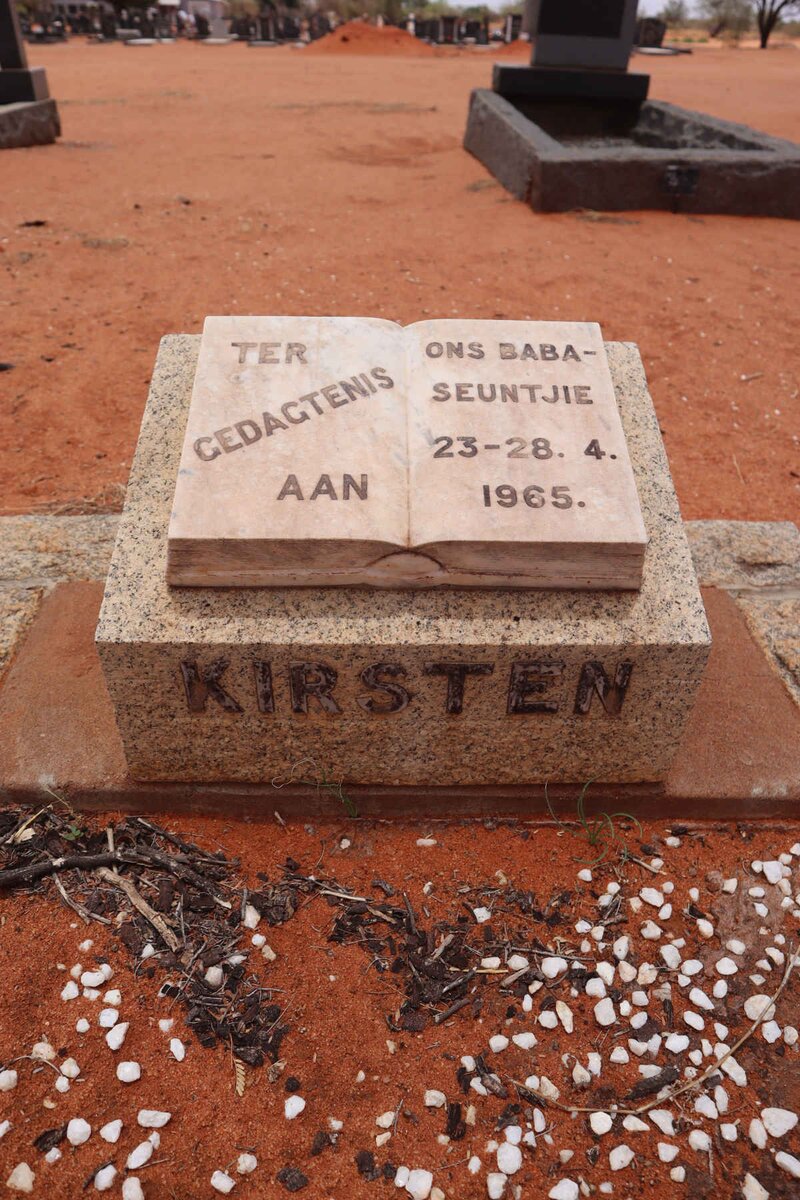 TER
GEDAGTENIS
AAN
ONS BABA-
SEUNTJIE
23-28. 4.
1965.
KIRSTEN